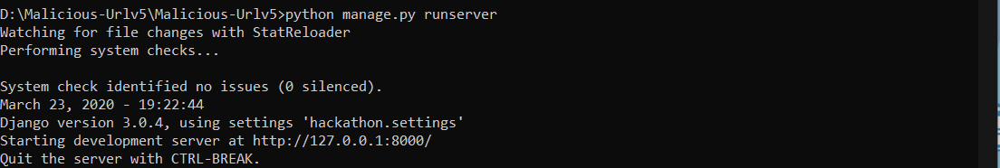 D:\Malicious-Urlv5\Malicious-Urlv5>python manage.py runserver
Watching for file changes with StatReloader
Performing system checks...
System check identified no issues (0 silenced).
March 23, 2020 - 19:22:44
Django version 3.0.4, using settings 'hackathon.settings'
Starting development server at http://127.0.0.1:8000/
Quit the server with CTRL-BREAK.